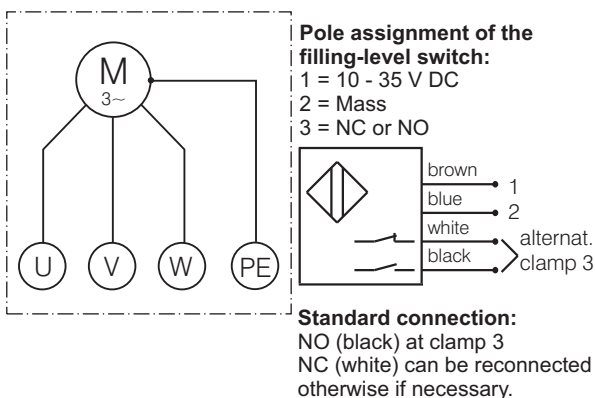 M
3~
U
V
W
PE
Pole assignment of the
filling-level switch:
1 = 10 - 35 V DC
2 = Mass
3 = NC or NO
brown
1
blue
2
white
black
alternat.
clamp 3
Standard connection:
NO (black) at clamp 3
NC (white) can be reconnected
otherwise if necessary.